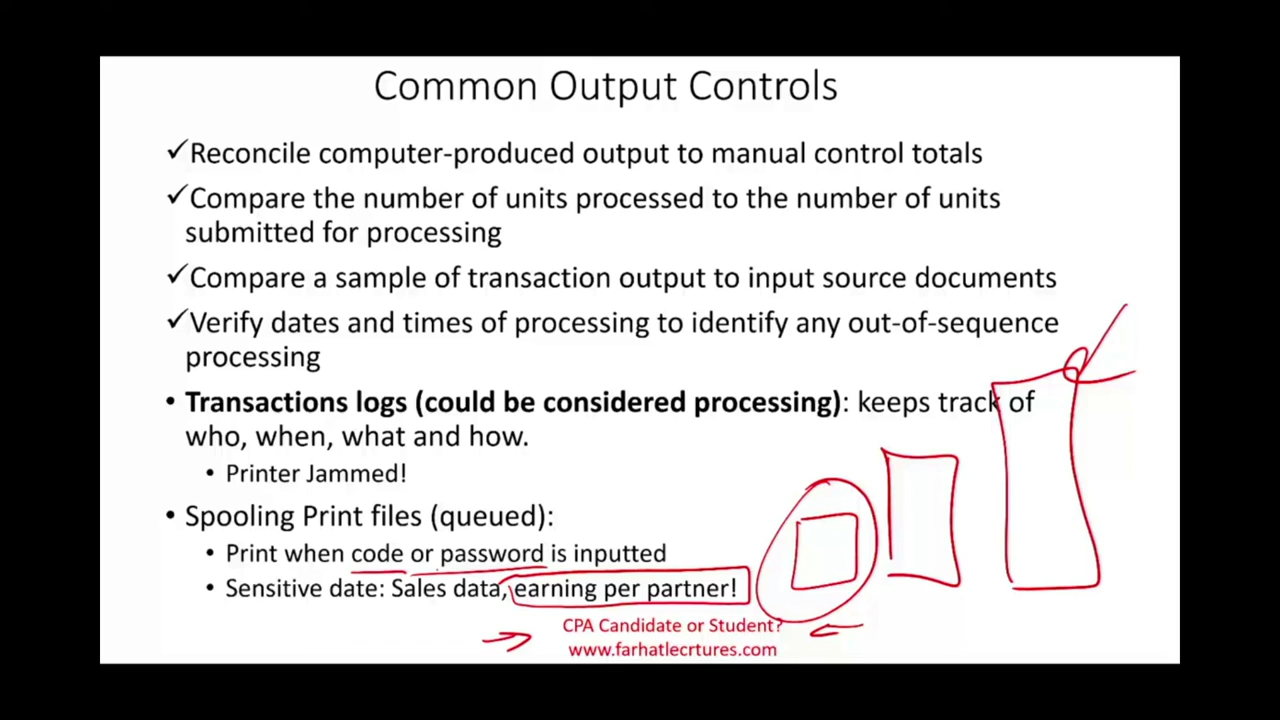 Common Output Controls
✓Reconcile computer-produced output to manual control totals
✓Compare the number of units processed to the number of units
submitted for processing
✓Compare a sample of transaction output to input source documents
✓Verify dates and times of processing to identify any out-of-sequence
processing
• Transactions logs (could be considered processing): keeps track of
who, when, what and how.
• Printer Jammed!
• Spooling Print files (queued):
• Print when code or password is inputted
• Sensitive date: Sales data, earning per partner!
CPA Candidate or Student?
www.farhatlecrtures.com